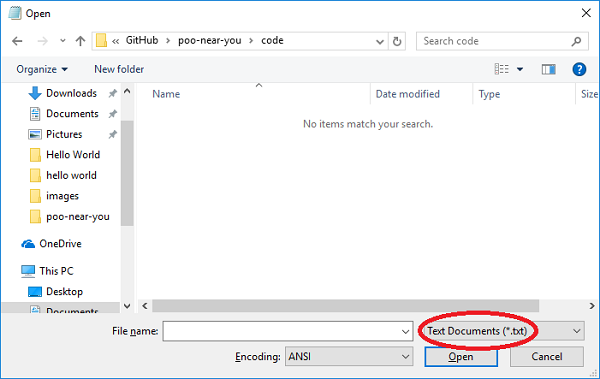 Open
« GitHub › poo-near-you › code
Search code
Organize New folder
Name Date modified Type Size
No items match your search.
Downloads
Documents
Pictures
Hello World
hello world
images
poo-near-you
OneDrive
This PC
Desktop
Documents
File name: Text Documents (*.txt)
Encoding: ANSI Open Cancel